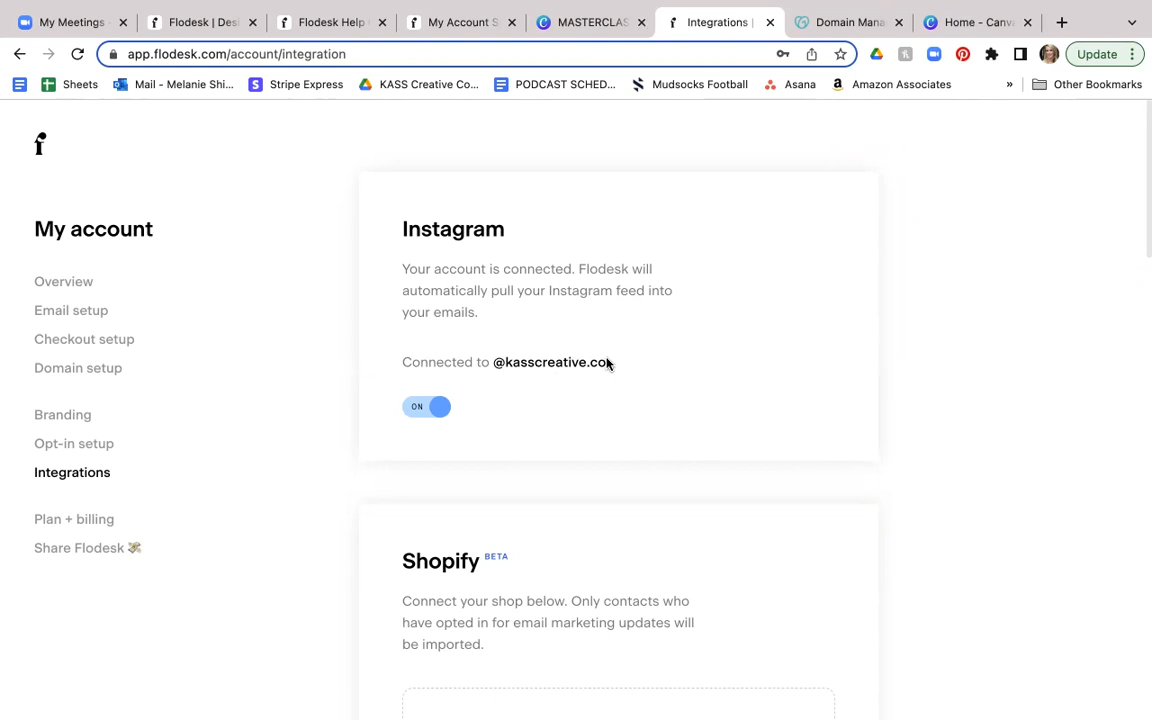 My Meetings
Flodesk | Des
Flodesk Help
My Account S
MASTERCLAS
Integrations |
Domain Mana
Home - Canva
app.flodesk.com/account/integration
Update
Sheets
Mail - Melanie Shi...
Stripe Express
KASS Creative Co...
PODCAST SCHED...
Mudsocks Football
Asana
Amazon Associates
»
Other Bookmarks
My account
Overview
Email setup
Checkout setup
Domain setup
Branding
Opt-in setup
Integrations
Plan + billing
Share Flodesk 💸
Instagram
Your account is connected. Flodesk will
automatically pull your Instagram feed into
your emails.
Connected to @kasscreative.co
ON
Shopify BETA
Connect your shop below. Only contacts who
have opted in for email marketing updates will
be imported.